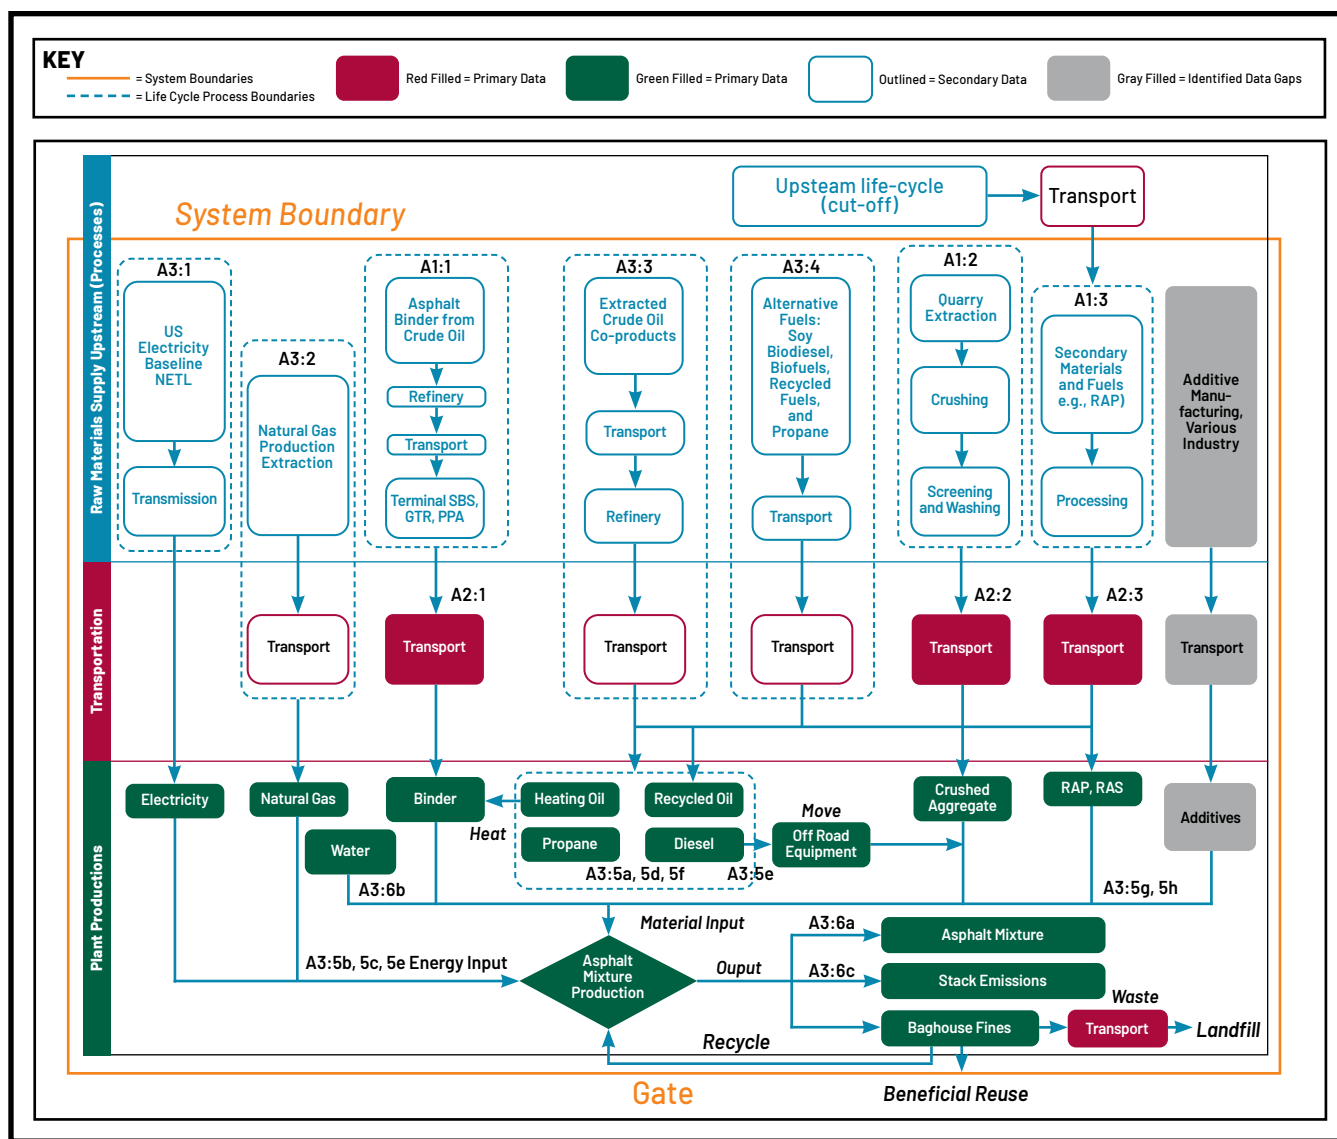 KEY
= System Boundaries
= Life Cycle Process Boundaries
Red Filled = Primary Data
Green Filled = Primary Data
Outlined = Secondary Data
Gray Filled = Identified Data Gaps
Raw Materials Supply Upstream (Processes)
Transportation
Plant Productions
System Boundary
Upsteam life-cycle
(cut-off)
Transport
A3:1
US
Electricity
Baseline
NETL
Transmission
A3:2
Natural Gas
Production
Extraction
A1:1
Asphalt
Binder from
Crude Oil
Refinery
Transport
Terminal SBS,
GTR, PPA
A3:3
Extracted
Crude Oil
Co-products
Transport
Refinery
A3:4
Alternative
Fuels:
Soy
Biodiesel,
Biofuels,
Recycled
Fuels,
and
Propane
Transport
A1:2
Quarry
Extraction
Crushing
Screening
and Washing
A1:3
Secondary
Materials
and Fuels
e.g., RAP)
Processing
Additive
Manu-
facturing,
Various
Industry
A2:1
A2:2
A2:3
Transport
Transport
Transport
Transport
Transport
Transport
Transport
Electricity
Natural Gas
Binder
Heating Oil
Recycled Oil
Crushed
Aggregate
RAP, RAS
Additives
Heat
Move
Water
Propane
Diesel
Off Road
Equipment
A3:5a, 5d, 5f
A3:5e
A3:6b
A3:5g, 5h
Material Input
A3:5b, 5c, 5e Energy Input
Asphalt
Mixture
Production
Ouput
A3:6a
Asphalt Mixture
A3:6c
Stack Emissions
Waste
Baghouse Fines
Transport
Landfill
Recycle
Gate
Beneficial Reuse